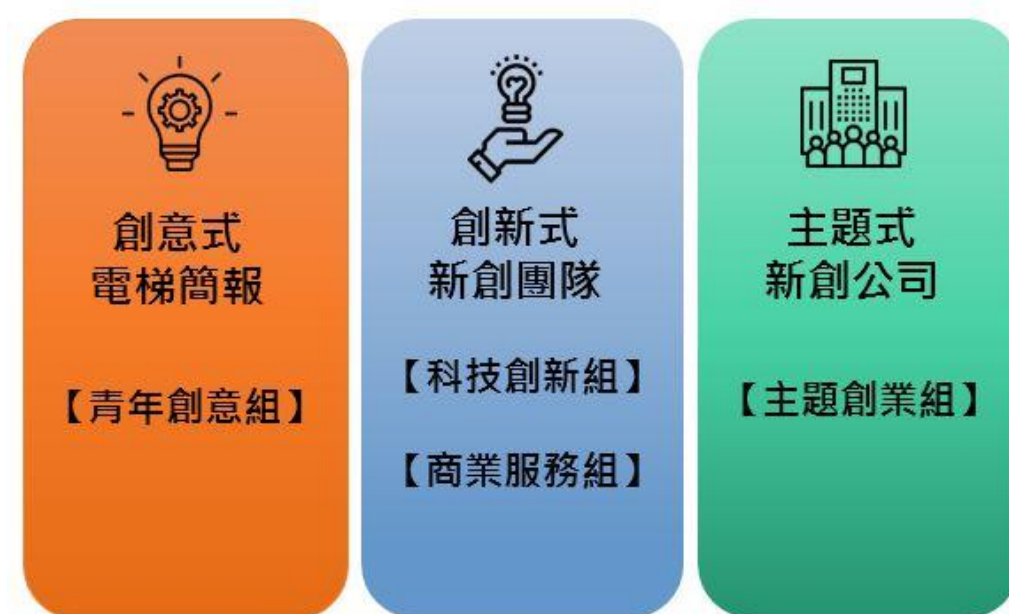 創意式
電梯簡報
【青年創意組】
創新式
新創團隊
【科技創新組】
【商業服務組】
主題式
新創公司
【主題創業組】